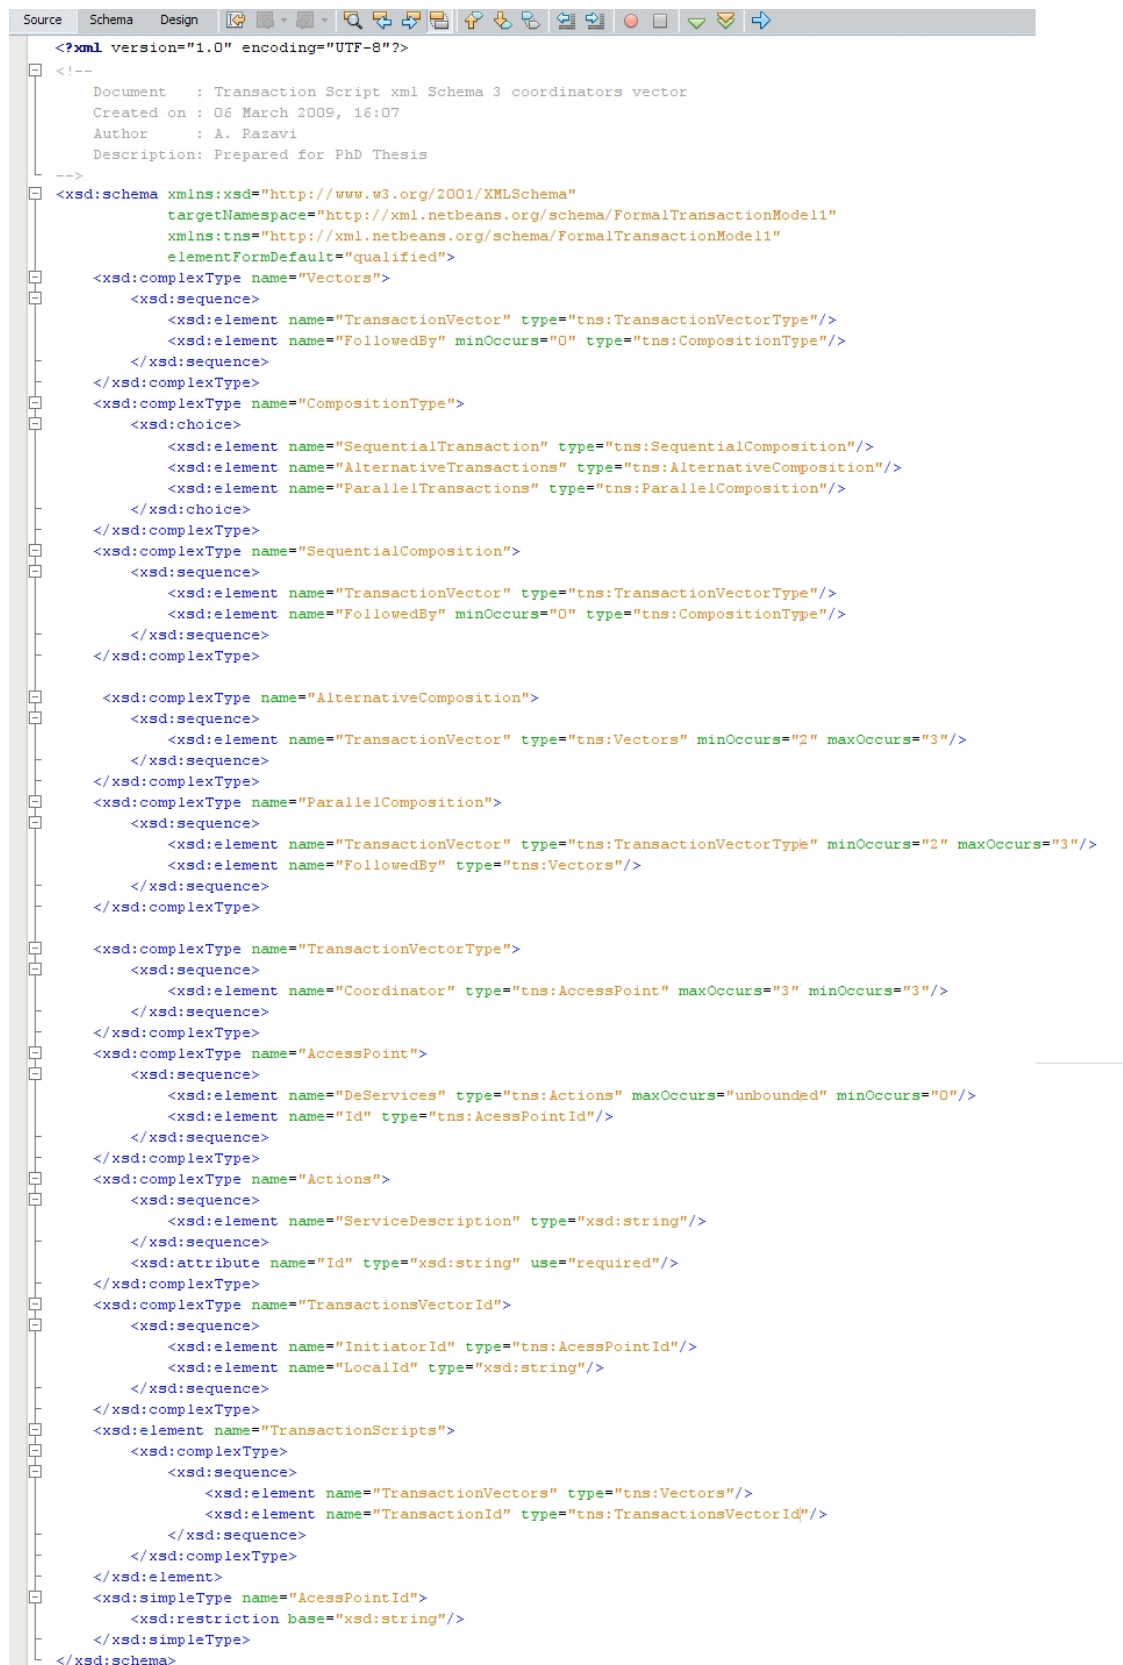 Source Schema Design
<?xml version="1.0" encoding="UTF-8"?>
<!--
Document : Transaction Script xml Schema 3 coordinators vector
Created on : 06 March 2009, 16:07
Author : A. Razavi
Description: Prepared for PhD Thesis
-->
<xsd:schema xmlns:xsd="http://www.w3.org/2001/XMLSchema"
targetNamespace="http://xml.netbeans.org/schema/FormalTransactionModel1"
xmlns:tns="http://xml.netbeans.org/schema/FormalTransactionModel1"
elementFormDefault="qualified">
<xsd:complexType name="Vectors">
<xsd:sequence>
<xsd:element name="TransactionVector" type="tns:TransactionVectorType"/>
<xsd:element name="FollowedBy" minOccurs="0" type="tns:CompositionType"/>
</xsd:sequence>
</xsd:complexType>
<xsd:complexType name="CompositionType">
<xsd:choice>
<xsd:element name="SequentialTransaction" type="tns:SequentialComposition"/>
<xsd:element name="AlternativeTransactions" type="tns:AlternativeComposition"/>
<xsd:element name="ParallelTransactions" type="tns:ParallelComposition"/>
</xsd:choice>
</xsd:complexType>
<xsd:complexType name="SequentialComposition">
<xsd:sequence>
<xsd:element name="TransactionVector" type="tns:TransactionVectorType"/>
<xsd:element name="FollowedBy" minOccurs="0" type="tns:CompositionType"/>
</xsd:sequence>
</xsd:complexType>
<xsd:complexType name="AlternativeComposition">
<xsd:sequence>
<xsd:element name="TransactionVector" type="tns:Vectors" minOccurs="2" maxOccurs="3"/>
</xsd:sequence>
</xsd:complexType>
<xsd:complexType name="ParallelComposition">
<xsd:sequence>
<xsd:element name="TransactionVector" type="tns:TransactionVectorType" minOccurs="2" maxOccurs="3"/>
<xsd:element name="FollowedBy" type="tns:Vectors"/>
</xsd:sequence>
</xsd:complexType>
<xsd:complexType name="TransactionVectorType">
<xsd:sequence>
<xsd:element name="Coordinator" type="tns:AccessPoint" maxOccurs="3" minOccurs="3"/>
</xsd:sequence>
</xsd:complexType>
<xsd:complexType name="AccessPoint">
<xsd:sequence>
<xsd:element name="DeServices" type="tns:Actions" maxOccurs="unbounded" minOccurs="0"/>
<xsd:element name="Id" type="tns:AcessPointId"/>
</xsd:sequence>
</xsd:complexType>
<xsd:complexType name="Actions">
<xsd:sequence>
<xsd:element name="ServiceDescription" type="xsd:string"/>
</xsd:sequence>
<xsd:attribute name="Id" type="xsd:string" use="required"/>
</xsd:complexType>
<xsd:complexType name="TransactionsVectorId">
<xsd:sequence>
<xsd:element name="InitiatorId" type="tns:AcessPointId"/>
<xsd:element name="LocalId" type="xsd:string"/>
</xsd:sequence>
</xsd:complexType>
<xsd:element name="TransactionScripts">
<xsd:complexType>
<xsd:sequence>
<xsd:element name="TransactionVectors" type="tns:Vectors"/>
<xsd:element name="TransactionId" type="tns:TransactionsVectorId"/>
</xsd:sequence>
</xsd:complexType>
</xsd:element>
<xsd:simpleType name="AcessPointId">
<xsd:restriction base="xsd:string"/>
</xsd:simpleType>
</xsd:schema>